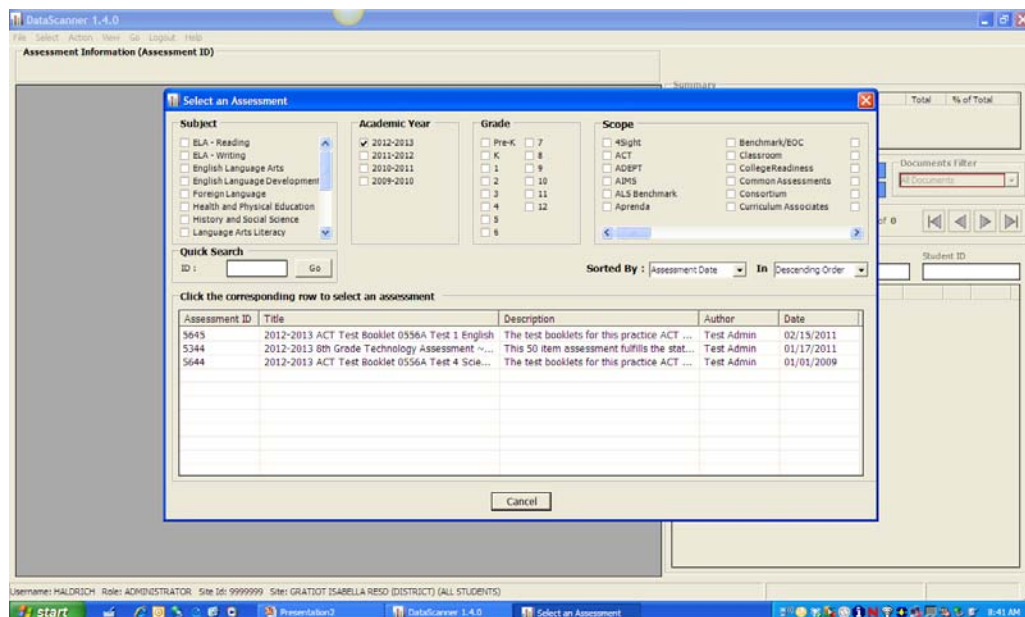 DataScanner 1.4.0
File Select Action View Go Logout Help
Assessment Information (Assessment ID)
Summary
Total % of Total
Select an Assessment
Subject
ELA - Reading
ELA - Writing
English Language Arts
English Language Development
Foreign Language
Health and Physical Education
History and Social Science
Language Arts Literacy
Academic Year
2012-2013
2011-2012
2010-2011
2009-2010
Grade
Pre-K 7
K 8
1 9
2 10
3 11
4 12
5
6
Scope
4Sight Benchmark/EOC
ACT Classroom
ADEPT CollegeReadiness
AIMS Common Assessments
ALS Benchmark Consortium
Aprenda Curriculum Associates
Documents Filter
All Documents
of 0
Student ID
Quick Search
ID : Go
Sorted By : Assessment Date In Descending Order
Click the corresponding row to select an assessment
Assessment ID Title Description Author Date
5645 2012-2013 ACT Test Booklet 0556A Test 1 English The test booklets for this practice ACT ... Test Admin 02/15/2011
5344 2012-2013 8th Grade Technology Assessment ~... This 50 item assessment fulfills the stat... Test Admin 01/17/2011
5644 2012-2013 ACT Test Booklet 0556A Test 4 Scie... The test booklets for this practice ACT ... Test Admin 01/01/2009
Cancel
Username: HALDRICH Role: ADMINISTRATOR Site Id: 9999999 Site: GRATIOT ISABELLA RESD (DISTRICT) (ALL STUDENTS)
start Presentation2 DataScanner 1.4.0 Select an Assessment 8:41 AM